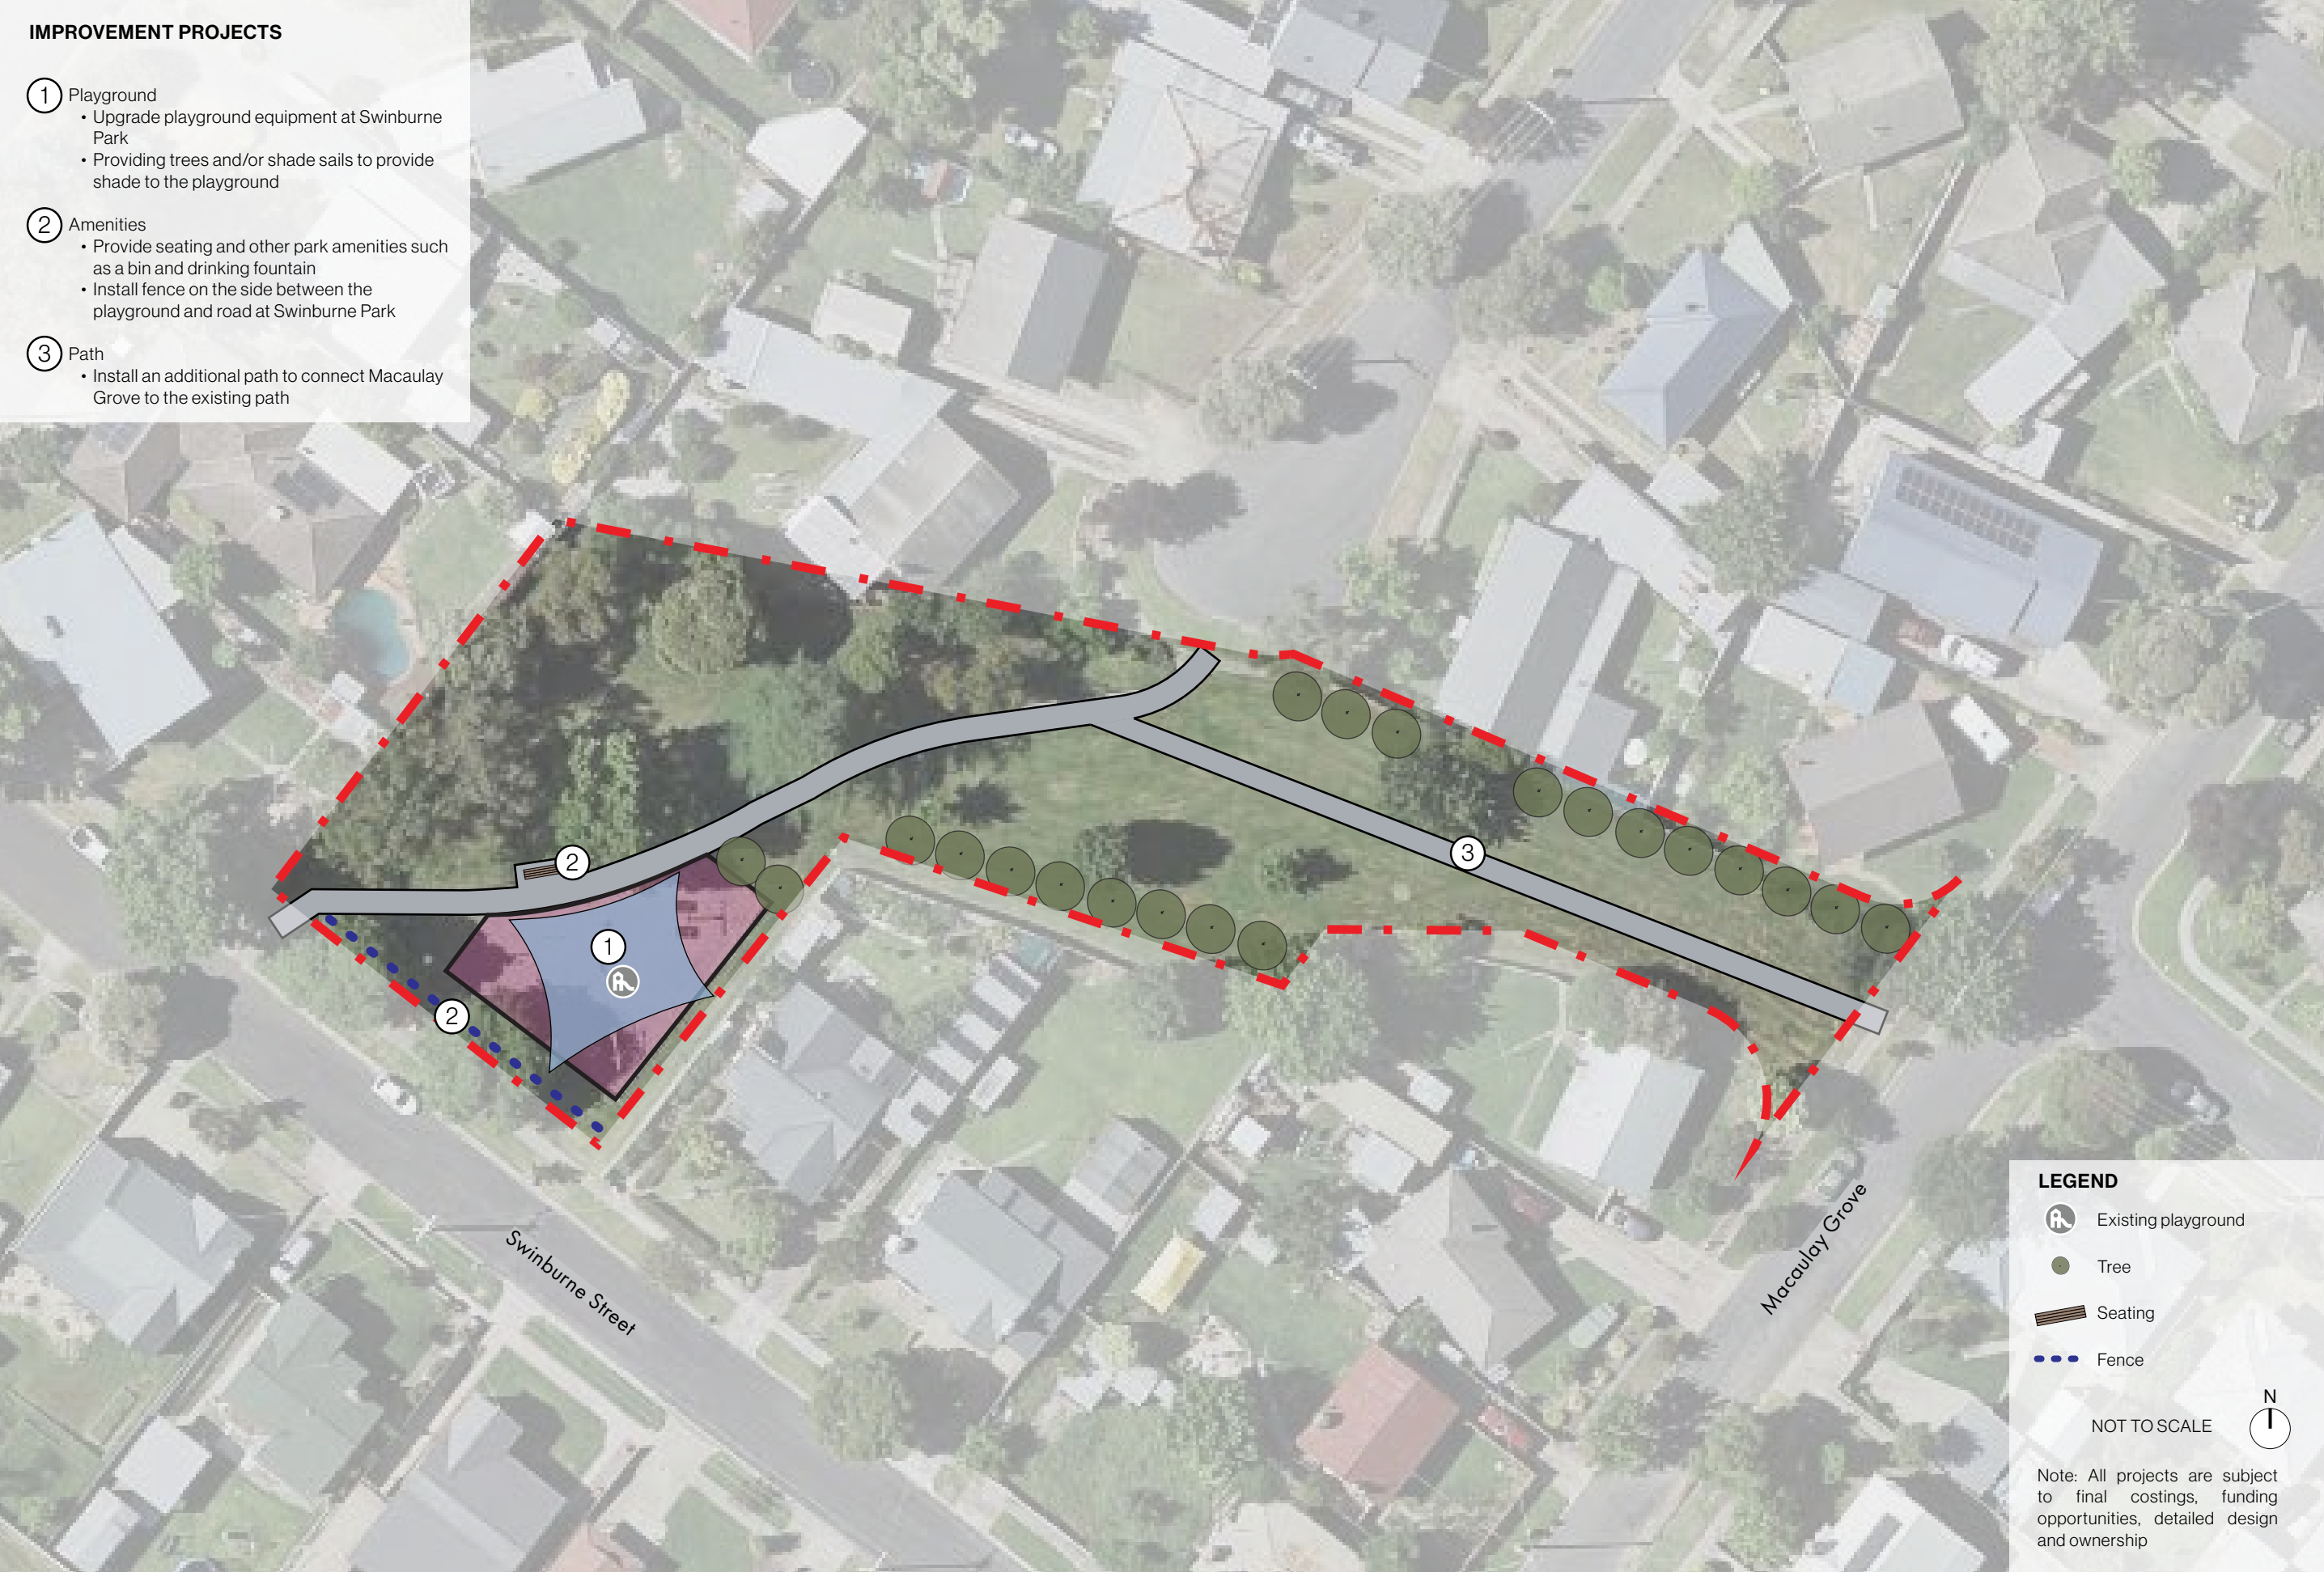 IMPROVEMENT PROJECTS
1 Playground
• Upgrade playground equipment at Swinburne
Park
• Providing trees and/or shade sails to provide
shade to the playground
2 Amenities
• Provide seating and other park amenities such
as a bin and drinking fountain
• Install fence on the side between the
playground and road at Swinburne Park
3 Path
• Install an additional path to connect Macaulay
Grove to the existing path
2
3
1
2
Swinburne Street
Macaulay Grove
LEGEND
Existing playground
Tree
Seating
Fence
N
NOT TO SCALE
Note: All projects are subject
to final costings, funding
opportunities, detailed design
and ownership